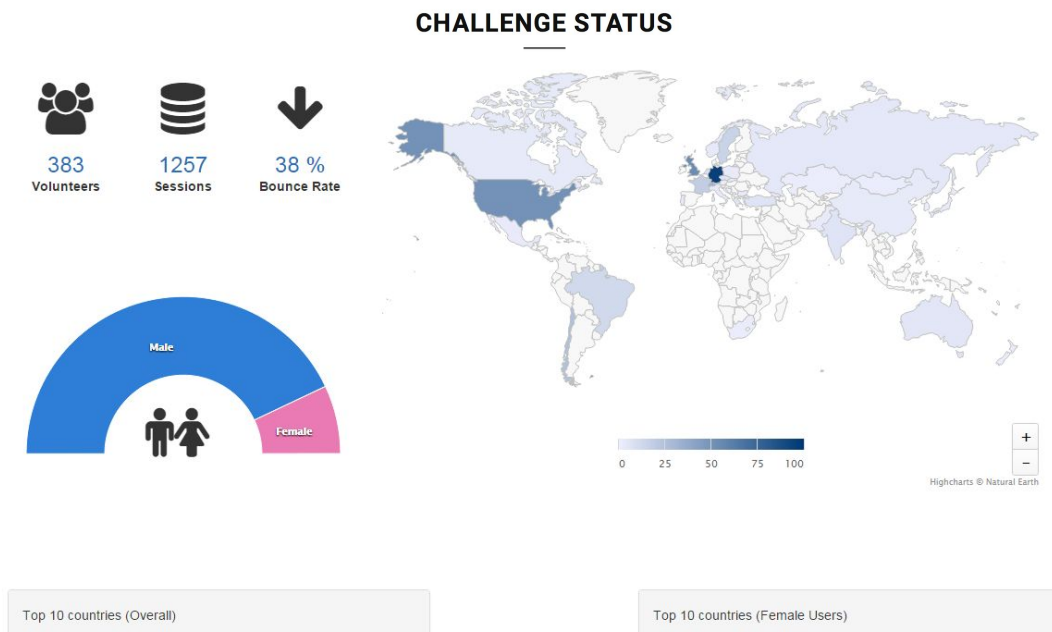 CHALLENGE STATUS
383
Volunteers
1257
Sessions
38 %
Bounce Rate
Male
Female
0 25 50 75 100
+
−
Highcharts © Natural Earth
Top 10 countries (Overall)
Top 10 countries (Female Users)